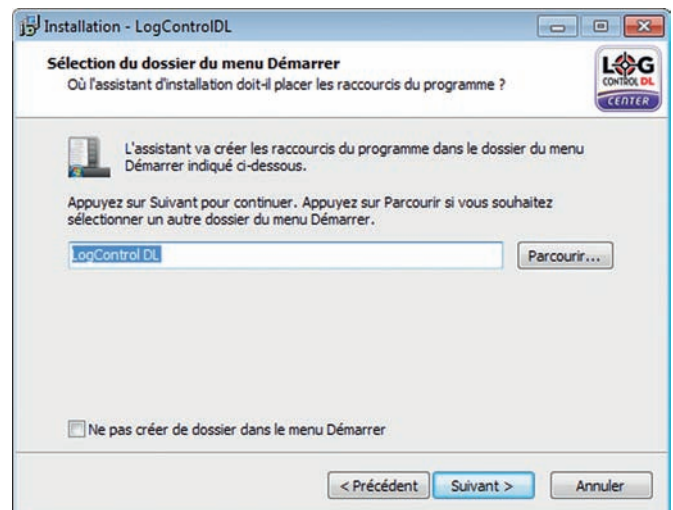 Installation - LogControlDL
Sélection du dossier du menu Démarrer
Où l'assistant d'installation doit-il placer les raccourcis du programme ?
LOG
CONTROL DL
CENTER
L'assistant va créer les raccourcis du programme dans le dossier du menu
Démarrer indiqué ci-dessous.
Appuyez sur Suivant pour continuer. Appuyez sur Parcourir si vous souhaitez
sélectionner un autre dossier du menu Démarrer.
LogControl DL
Parcourir...
Ne pas créer de dossier dans le menu Démarrer
< Précédent
Suivant >
Annuler